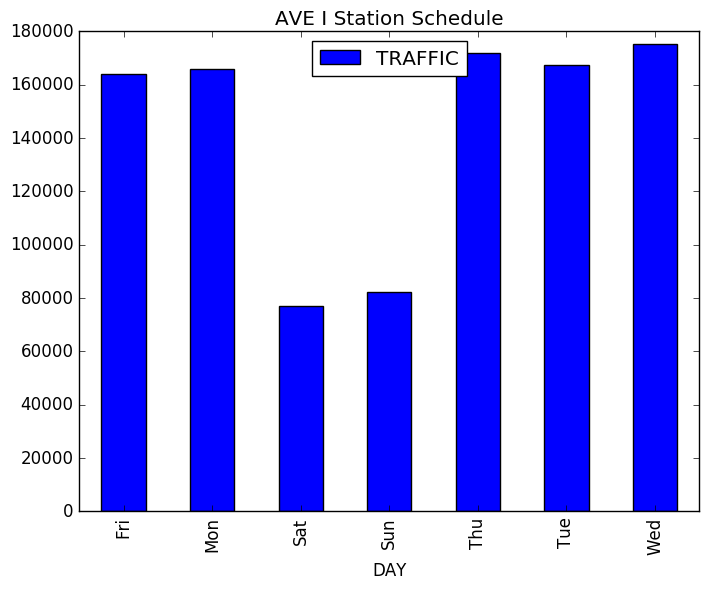 AVE I Station Schedule
TRAFFIC
180000
160000
140000
120000
100000
80000
60000
40000
20000
0
Fri
Mon
Sat
Sun
Thu
Tue
Wed
DAY